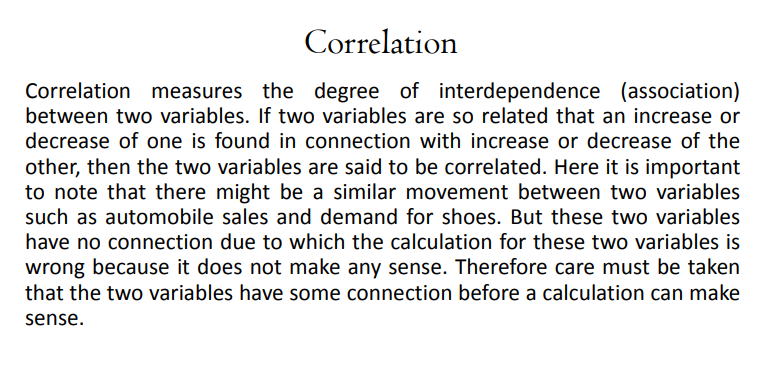 Correlation
Correlation measures the degree of interdependence (association)
between two variables. If two variables are so related that an increase or
decrease of one is found in connection with increase or decrease of the
other, then the two variables are said to be correlated. Here it is important
to note that there might be a similar movement between two variables
such as automobile sales and demand for shoes. But these two variables
have no connection due to which the calculation for these two variables is
wrong because it does not make any sense. Therefore care must be taken
that the two variables have some connection before a calculation can make
sense.